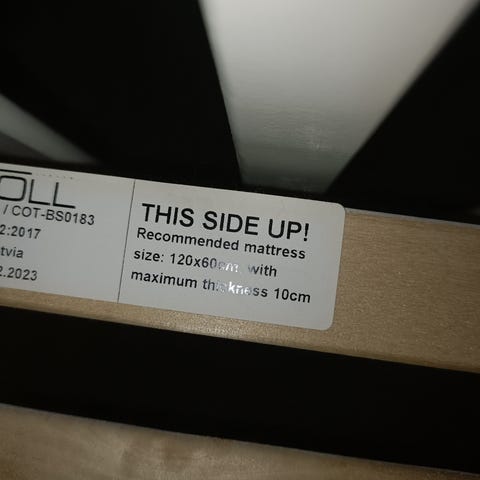 OLL
/ COT-BS0183
2:2017
tvia
2.2023
THIS SIDE UP!
Recommended mattress
size: 120x60cm, with
maximum thickness 10cm